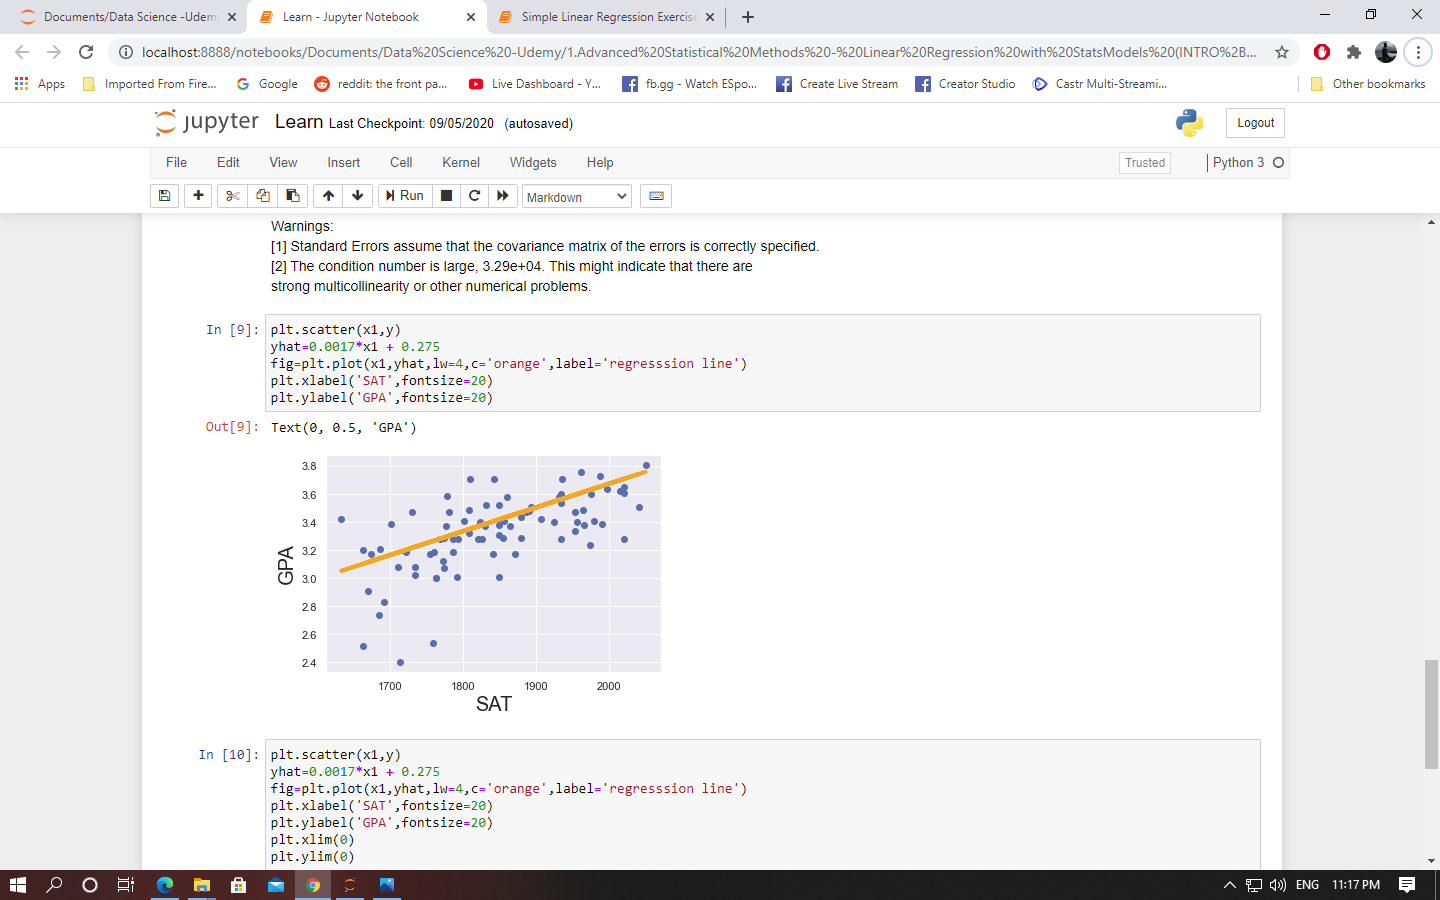 Documents/Data Science -Udem
Learn - Jupyter Notebook
Simple Linear Regression Exercise
localhost:8888/notebooks/Documents/Data%20Science%20-Udemy/1.Advanced%20Statistical%20Methods%20-%20Linear%20Regression%20with%20StatsModels%20(INTRO%2B...
Apps
Imported From Fire...
Google
reddit: the front pa...
Live Dashboard - Y...
fb.gg - Watch ESpo...
Create Live Stream
Creator Studio
Castr Multi-Streami...
Other bookmarks
jupyter Learn Last Checkpoint: 09/05/2020 (autosaved)
Logout
File Edit View Insert Cell Kernel Widgets Help
Trusted
Python 3
Run
Markdown
Warnings:
[1] Standard Errors assume that the covariance matrix of the errors is correctly specified.
[2] The condition number is large, 3.29e+04. This might indicate that there are
strong multicollinearity or other numerical problems.
In [9]: plt.scatter(x1,y)
yhat=0.0017*x1 + 0.275
fig=plt.plot(x1,yhat,lw=4,c='orange',label='regresssion line')
plt.xlabel('SAT',fontsize=20)
plt.ylabel('GPA',fontsize=20)
Out[9]: Text(0, 0.5, 'GPA')
3.8
3.6
3.4
3.2
3.0
2.8
2.6
2.4
GPA
1700 1800 1900 2000
SAT
In [10]: plt.scatter(x1,y)
yhat=0.0017*x1 + 0.275
fig=plt.plot(x1,yhat,lw=4,c='orange',label='regresssion line')
plt.xlabel('SAT',fontsize=20)
plt.ylabel('GPA',fontsize=20)
plt.xlim(0)
plt.ylim(0)
ENG 11:17 PM